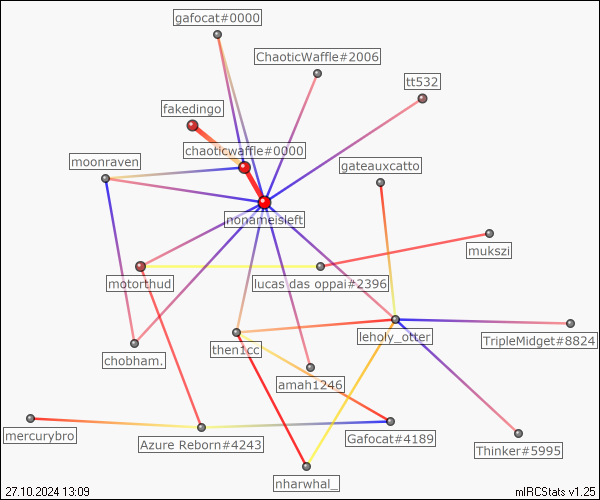 gafocat#0000
ChaoticWaffle#2006
tt532
fakedingo
chaoticwaffle#0000
moonraven
gateauxcatto
nonameisleft
mukszi
motorthud
lucas das oppai#2396
leholy_otter
TripleMidget#8824
then1cc
chobham.
amah1246
mercurybro
Azure Reborn#4243
Gafocat#4189
Thinker#5995
nharwhal_
27.10.2024 13:09
mIRCStats v1.25